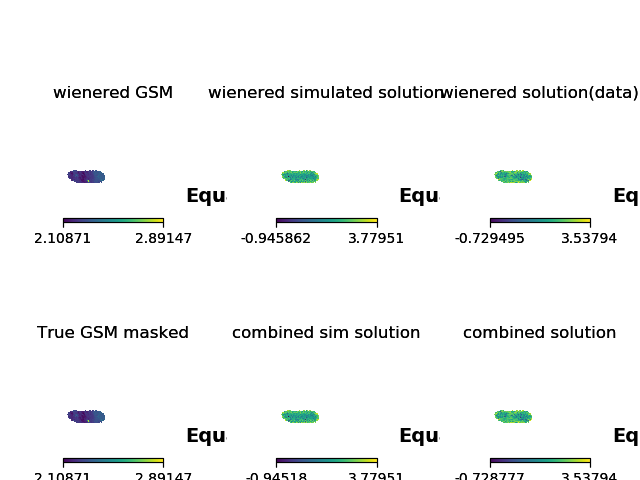 wienered GSM wienered simulated solution wienered solution(data)
Equ Equ Eq
2.10871 2.89147 -0.945862 3.77951 -0.729495 3.53794
True GSM masked combined sim solution combined solution
Equ Equ Eq
2.10871 2.89147 -0.94518 3.77951 -0.728777 3.53794